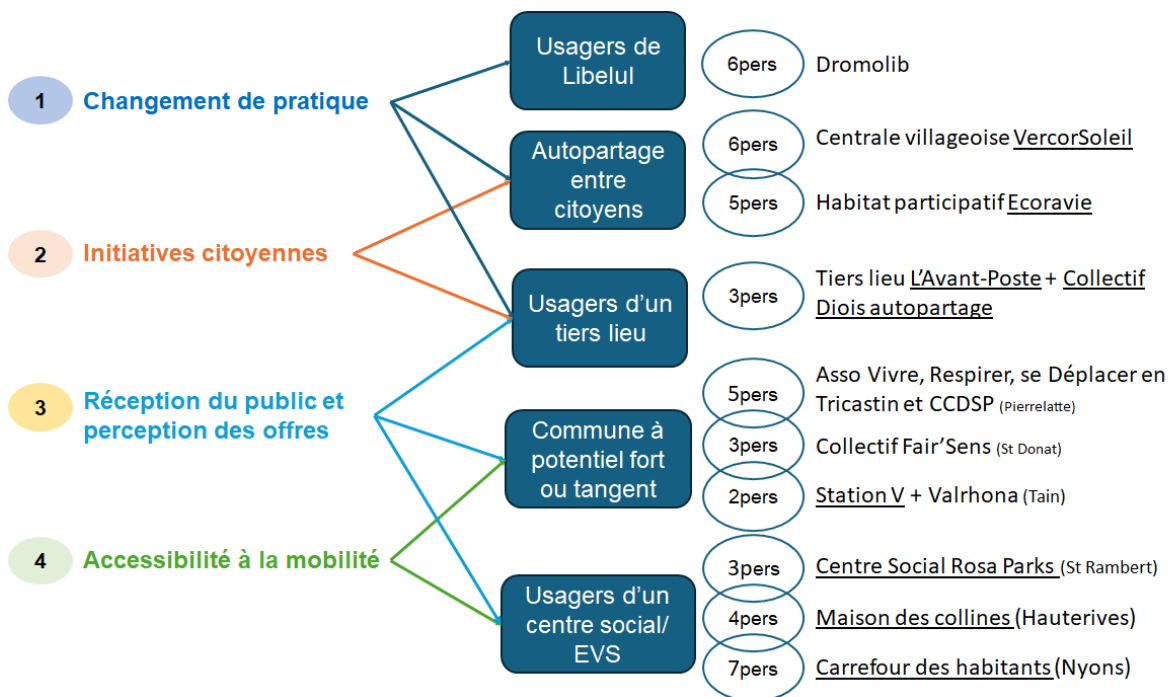 1
Changement de pratique
2
Initiatives citoyennes
3
Réception du public et
perception des offres
4
Accessibilité à la mobilité
Usagers de
Libelul
6pers
Dromolib
Autopartage
entre
citoyens
6pers
Centrale villageoise VercorSoleil
5pers
Habitat participatif Ecoravie
Usagers d'un
tiers lieu
3pers
Tiers lieu L'Avant-Poste + Collectif
Diois autopartage
Commune à
potentiel fort
ou tangent
5pers
Asso Vivre, Respirer, se Déplacer en
Tricastin et CCDSP (Pierrelatte)
3pers
Collectif Fair'Sens (St Donat)
2pers
Station V + Valrhona (Tain)
Usagers d'un
centre social/
EVS
3pers
Centre Social Rosa Parks (St Rambert)
4pers
Maison des collines (Hauterives)
7pers
Carrefour des habitants (Nyons)